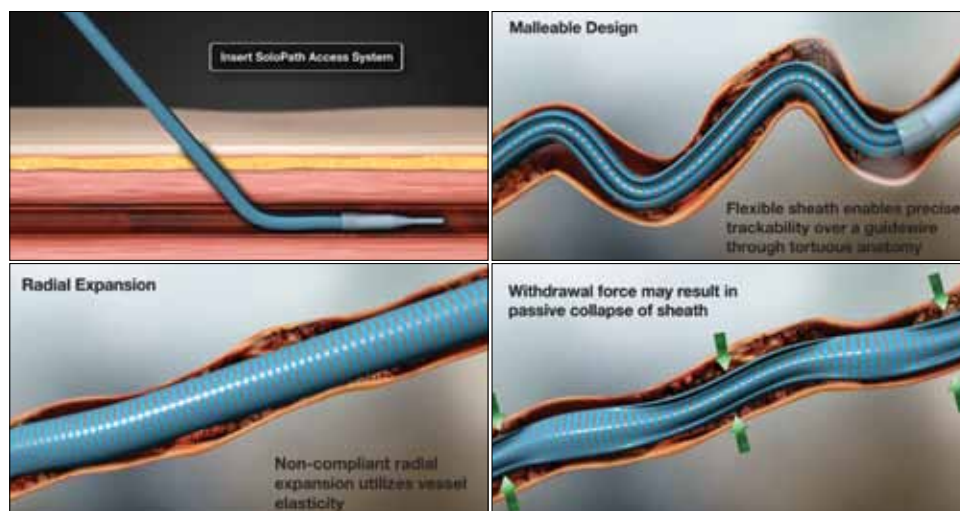 Insert SoloPath Access System
Malleable Design
Flexible sheath enables precise
trackability over a guidewire
through tortuous anatomy
Radial Expansion
Non-compliant radial
expansion utilizes vessel
elasticity
Withdrawal force may result in
passive collapse of sheath